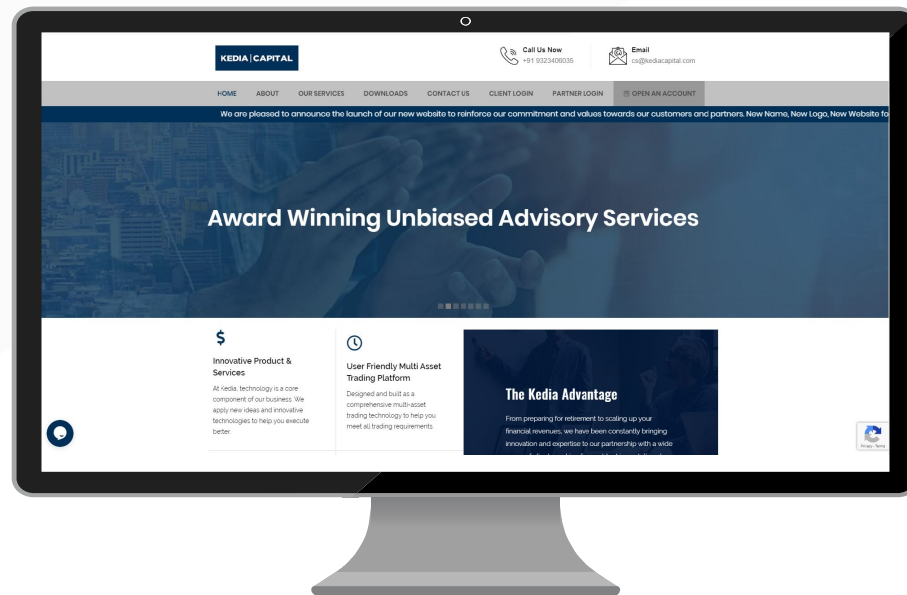 KEDIA | CAPITAL
Call Us Now
+91 9323406035
Email
cs@kediacapital.com
HOME ABOUT OUR SERVICES DOWNLOADS CONTACT US CLIENT LOGIN PARTNER LOGIN OPEN AN ACCOUNT
We are pleased to announce the launch of our new website to reinforce our commitment and values towards our customers and partners. New Name, New Logo, New Website fo
Award Winning Unbiased Advisory Services
Innovative Product &
Services
At Kedia, technology is a core
component of our business. We
apply new ideas and innovative
technologies to help you execute
better.
User Friendly Multi Asset
Trading Platform
Designed and built as a
comprehensive multi-asset
trading technology to help you
meet all trading requirements.
The Kedia Advantage
From preparing for retirement to scaling up your
financial revenues, we have been constantly bringing
innovation and expertise to our partnership with a wide
Privacy - Terms